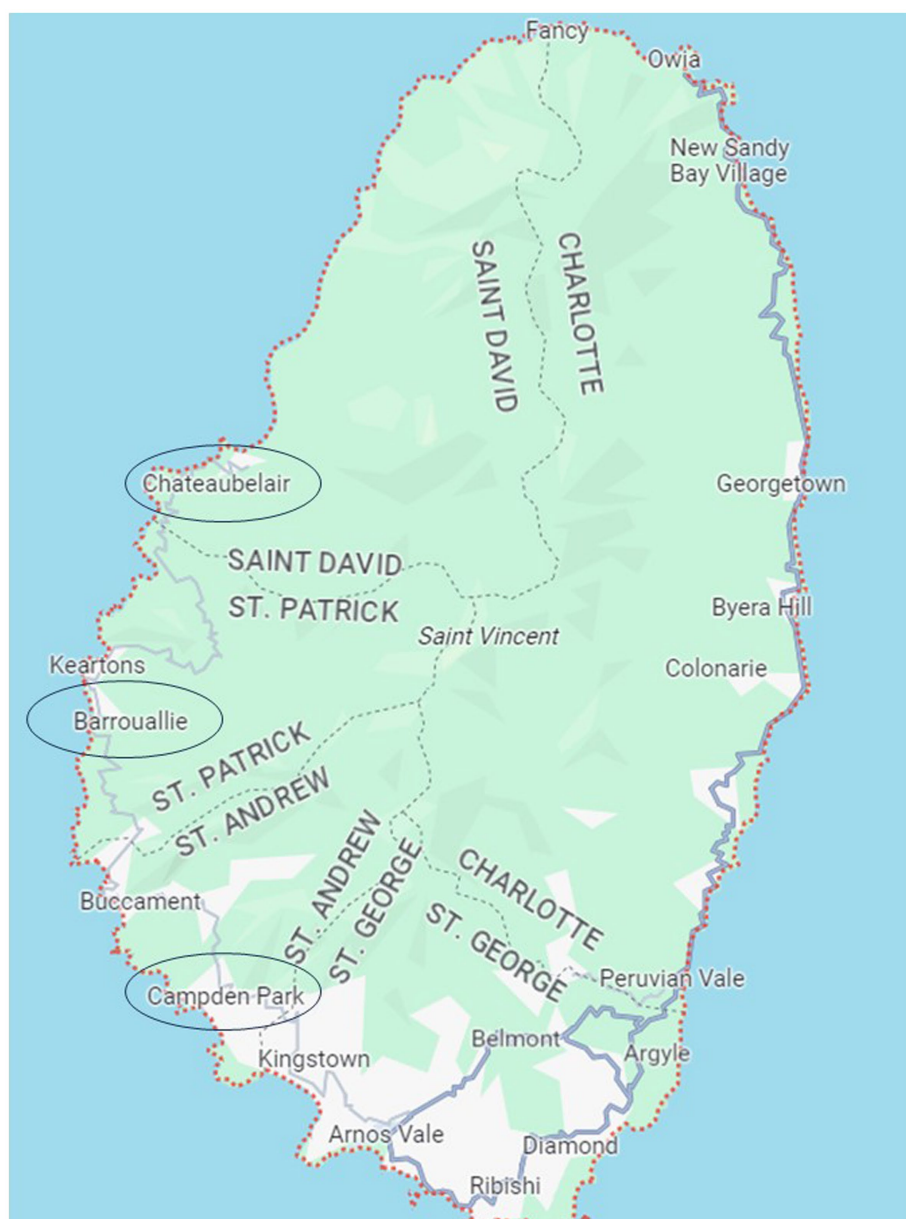 Fancy
Owia
New Sandy
Bay Village
SAINT DAVID
CHARLOTTE
Chateaubelair
Georgetown
SAINT DAVID
ST. PATRICK
Byera Hill
Saint Vincent
Keartons
Colonarie
Barrouallie
ST. PATRICK
ST. ANDREW
ST. ANDREW
ST. GEORGE
CHARLOTTE
ST. GEORGE
Buccament
Peruvian Vale
Campden Park
Belmont
Argyle
Kingstown
Arnos Vale
Diamond
Ribishi